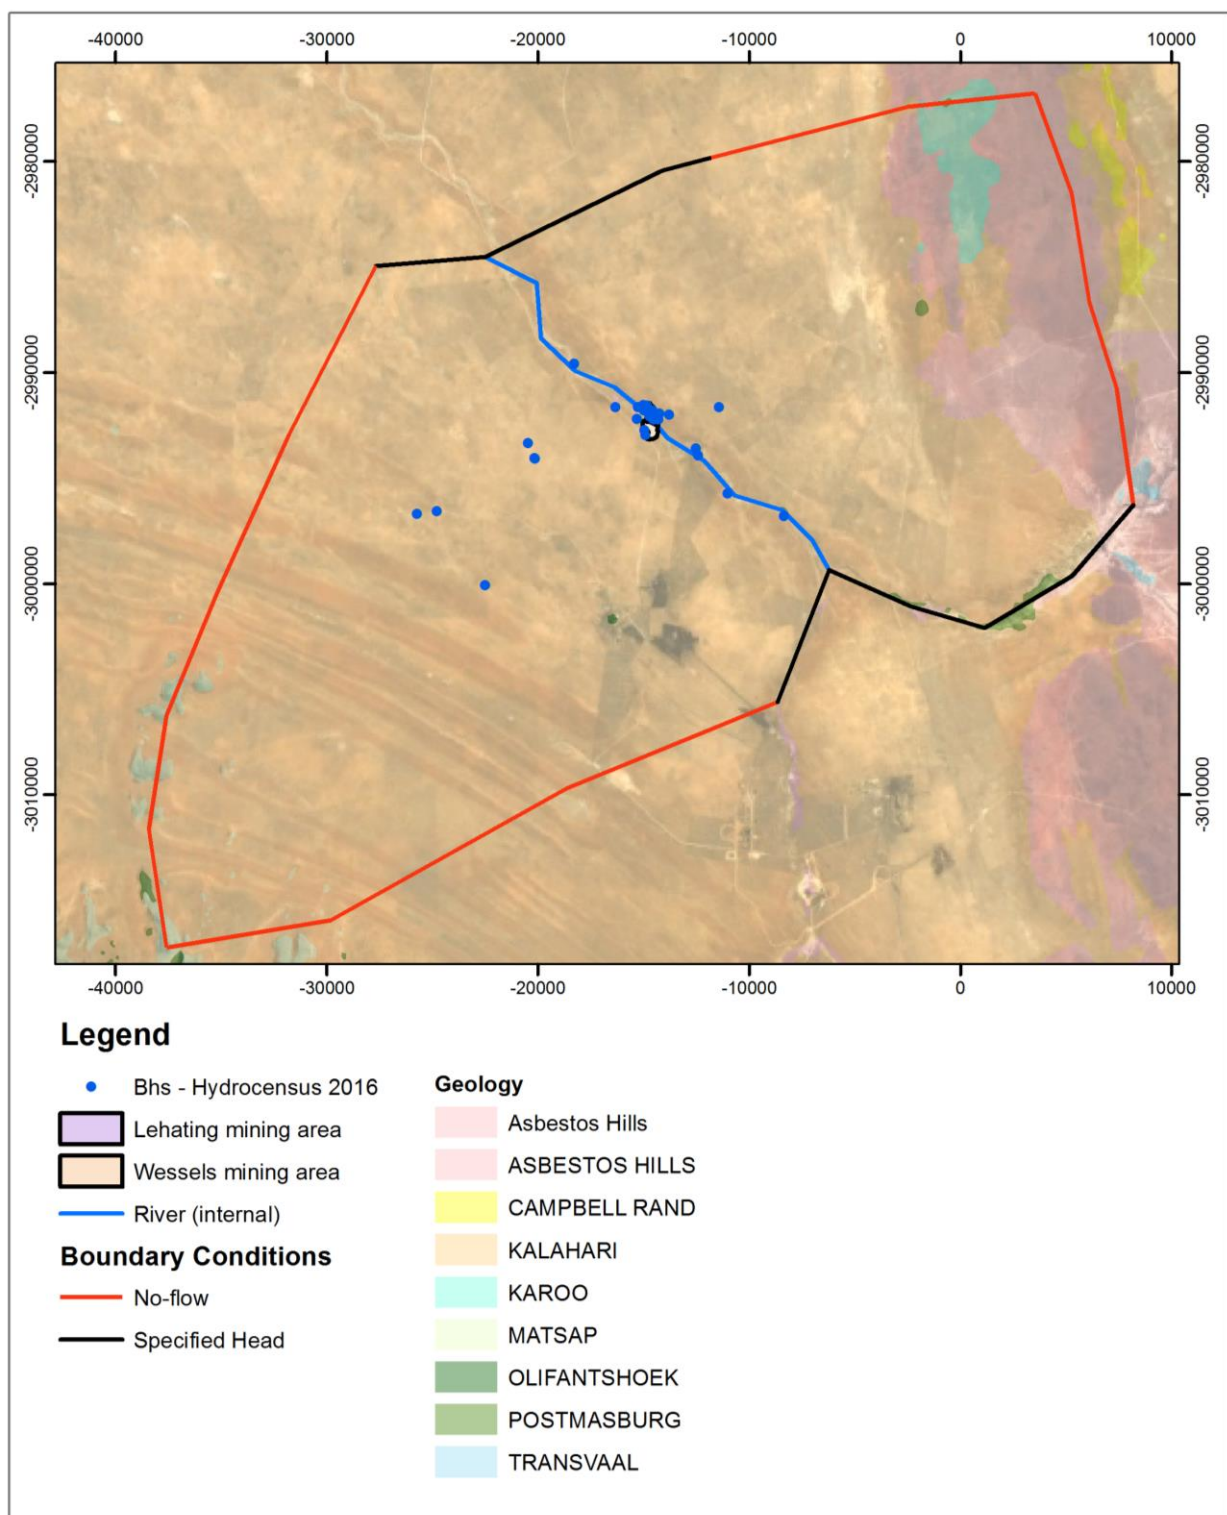 -40000 -30000 -20000 -10000 0 10000
-2980000 -2980000
-2990000 -2990000
-3000000 -3000000
-3010000 -3010000
-40000 -30000 -20000 -10000 0 10000
Legend
Bhs - Hydrocensus 2016
Lehating mining area
Wessels mining area
River (internal)
Boundary Conditions
No-flow
Specified Head
Geology
Asbestos Hills
ASBESTOS HILLS
CAMPBELL RAND
KALAHARI
KAROO
MATSAP
OLIFANTSHOEK
POSTMASBURG
TRANSVAAL